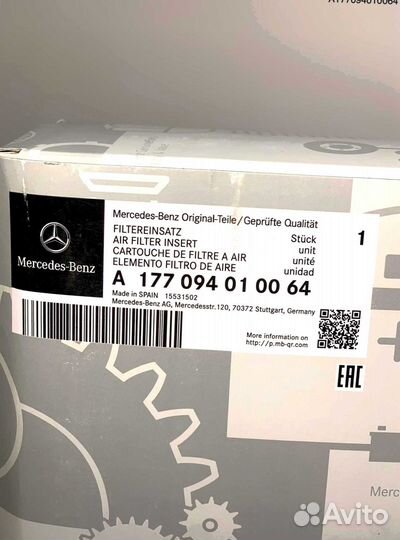 A1770940100​64
Mercedes-Benz Original-Teile/Geprüfte Qualität
FILTEREINSATZ Stück 1
AIR FILTER INSERT unit
CARTOUCHE DE FILTRE A AIR unité
ELEMENTO FILTRO DE AIRE unidad
Mercedes-Benz
A 177 094 01 00 64
Made in SPAIN 15531502
Mercedes-Benz AG, Mercedesstr.120, 70372 Stuttgart, Germany
More information on
http://p.mb-qr.com
EAC
Merc
Avito